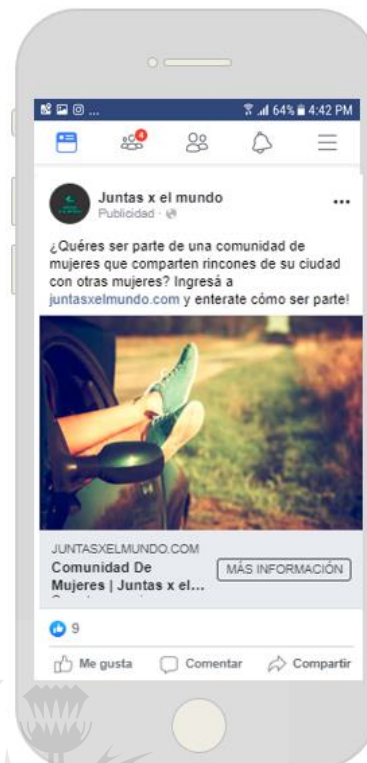 ... 64% 4:42 PM
4
Juntas x el mundo
Publicidad ·
¿Quéres ser parte de una comunidad de
mujeres que comparten rincones de su ciudad
con otras mujeres? Ingresá a
juntasxelmundo.com y enterate cómo ser parte!
JUNTASXELMUNDO.COM
Comunidad De
Mujeres | Juntas x el...
MÁS INFORMACIÓN
9
Me gusta Comentar Compartir